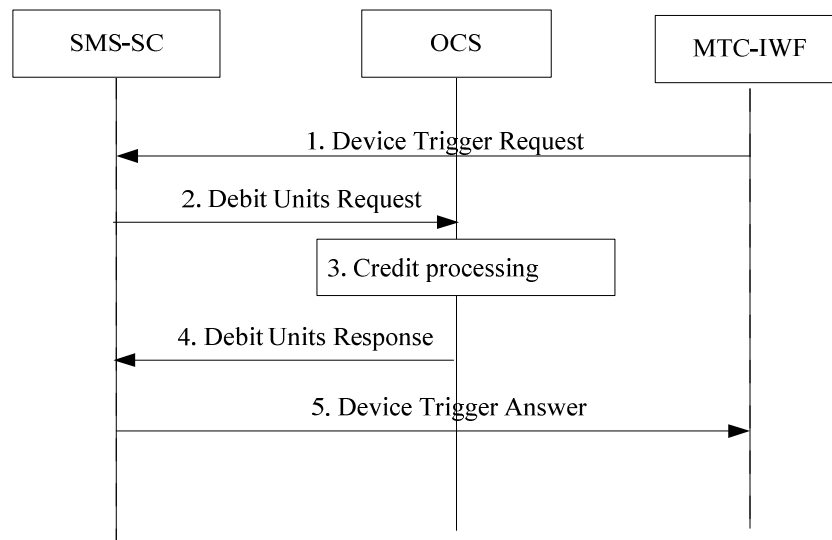 SMS-SC
OCS
MTC-IWF
1. Device Trigger Request
2. Debit Units Request
3. Credit processing
4. Debit Units Response
5. Device Trigger Answer